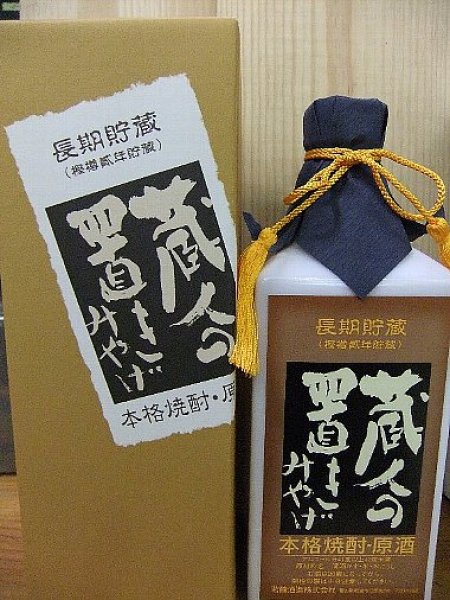 長期貯蔵
(樫樽貳年貯蔵)
蔵人の
置き
みやげ
本格焼酎・原
長期貯蔵
(樫樽貳年貯蔵)
蔵人の
置き
みやげ
本格焼酎・原酒